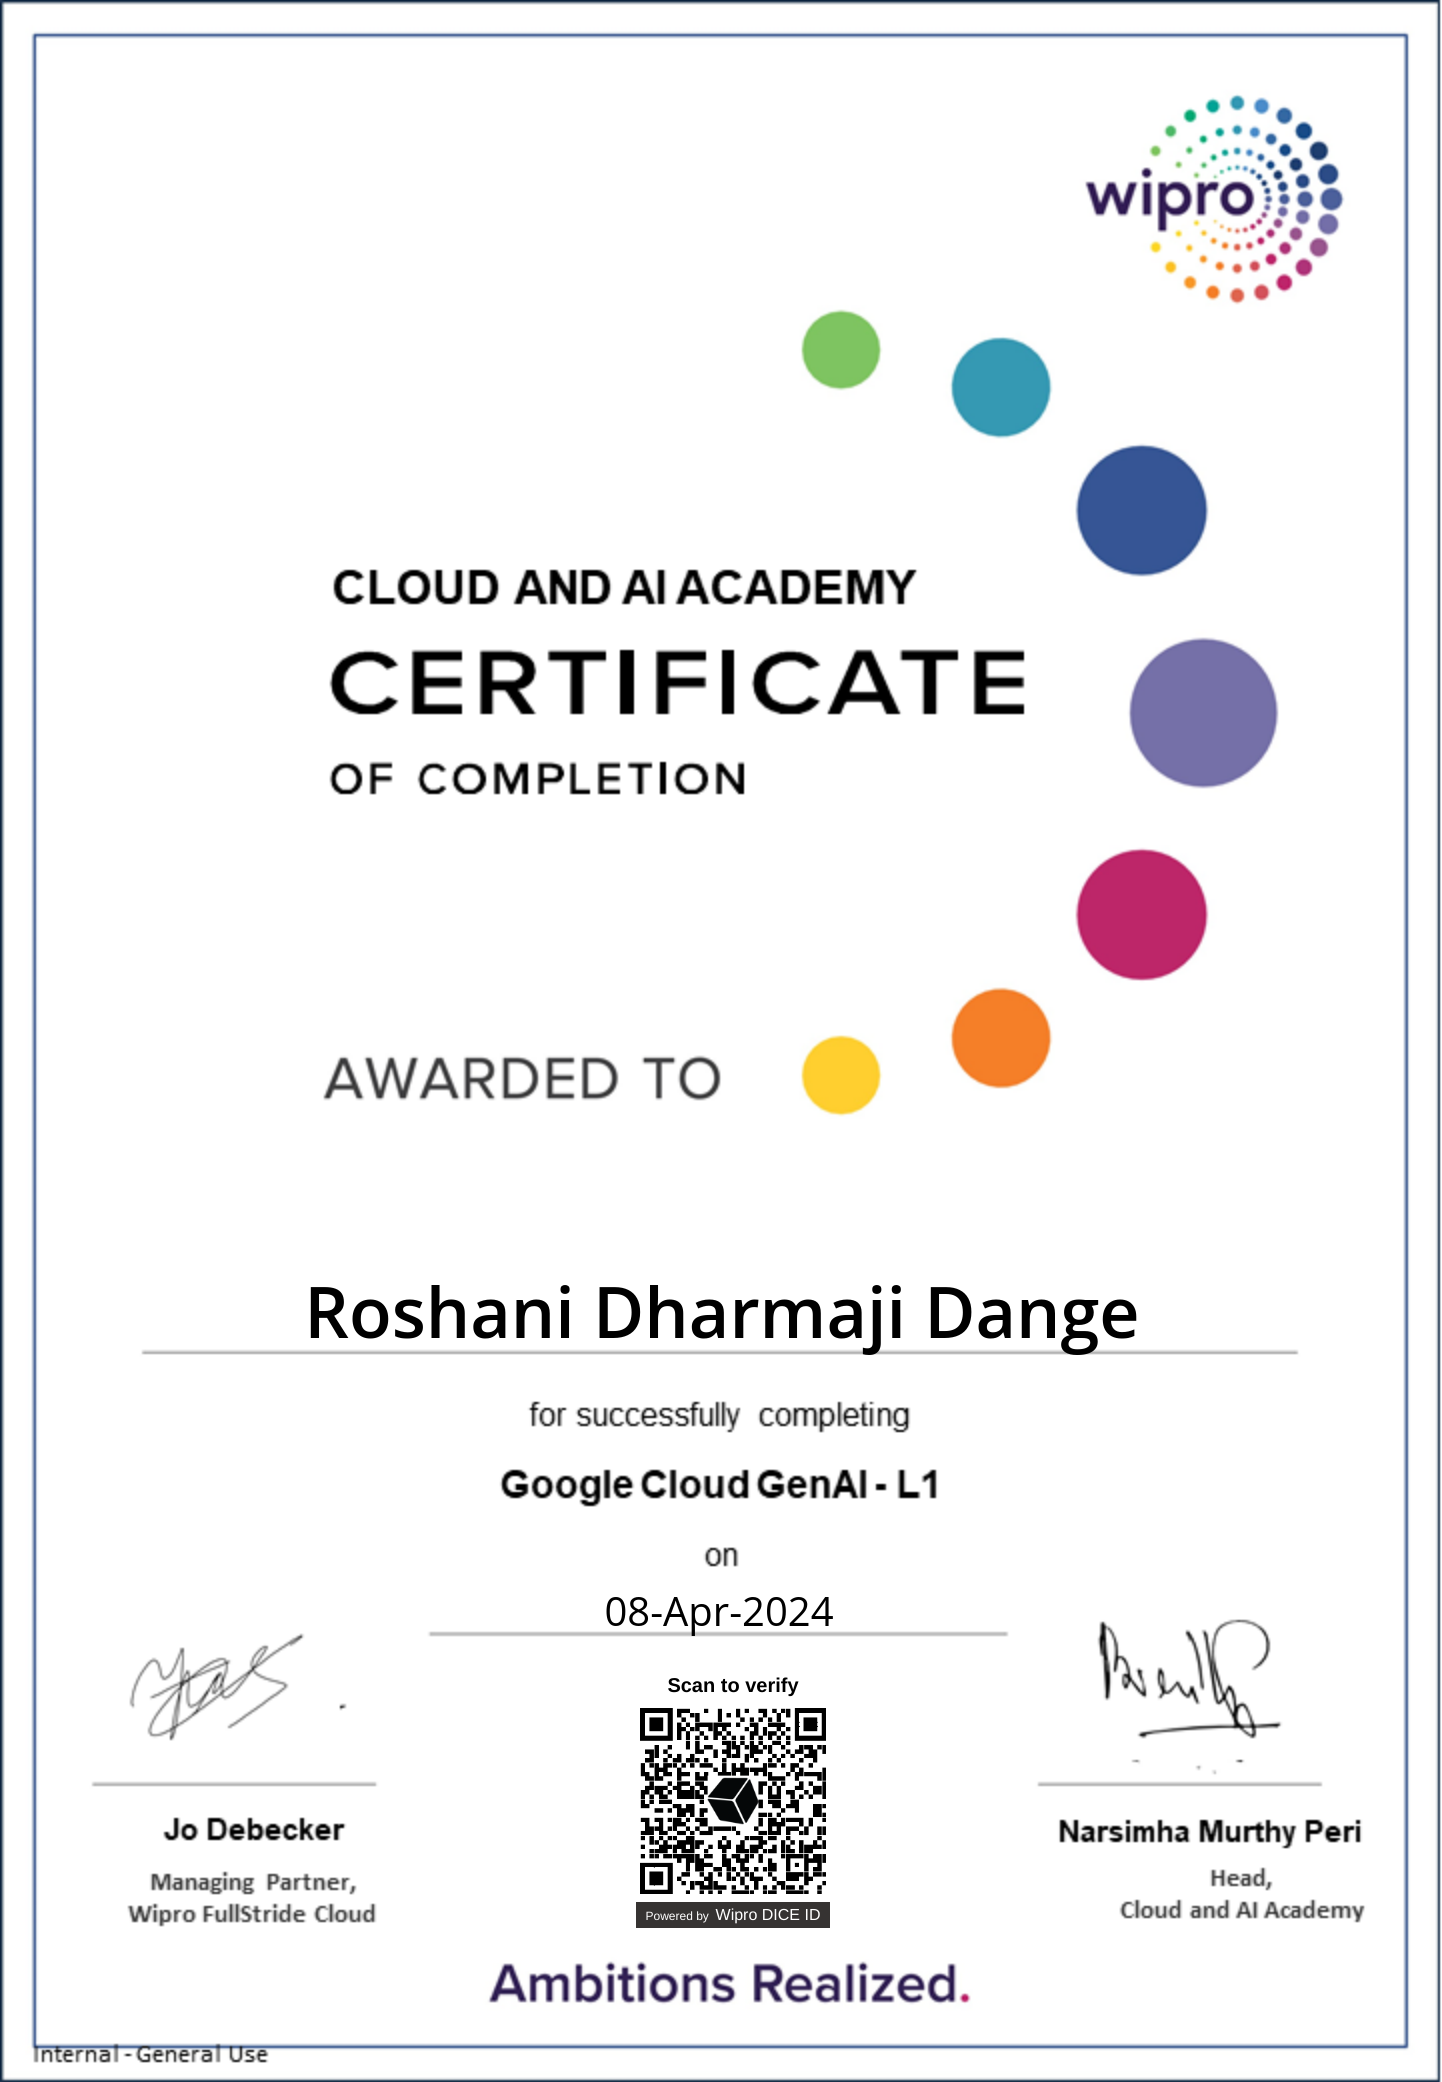 wipro
CLOUD AND AI ACADEMY
CERTIFICATE
OF COMPLETION
AWARDED TO
Roshani Dharmaji Dange
for successfully completing
Google Cloud GenAI - L1
on
08-Apr-2024
Scan to verify
Powered by Wipro DICE ID
Jo Debecker
Managing Partner,
Wipro FullStride Cloud
Narsimha Murthy Peri
Head,
Cloud and AI Academy
Ambitions Realized.
Internal - General Use